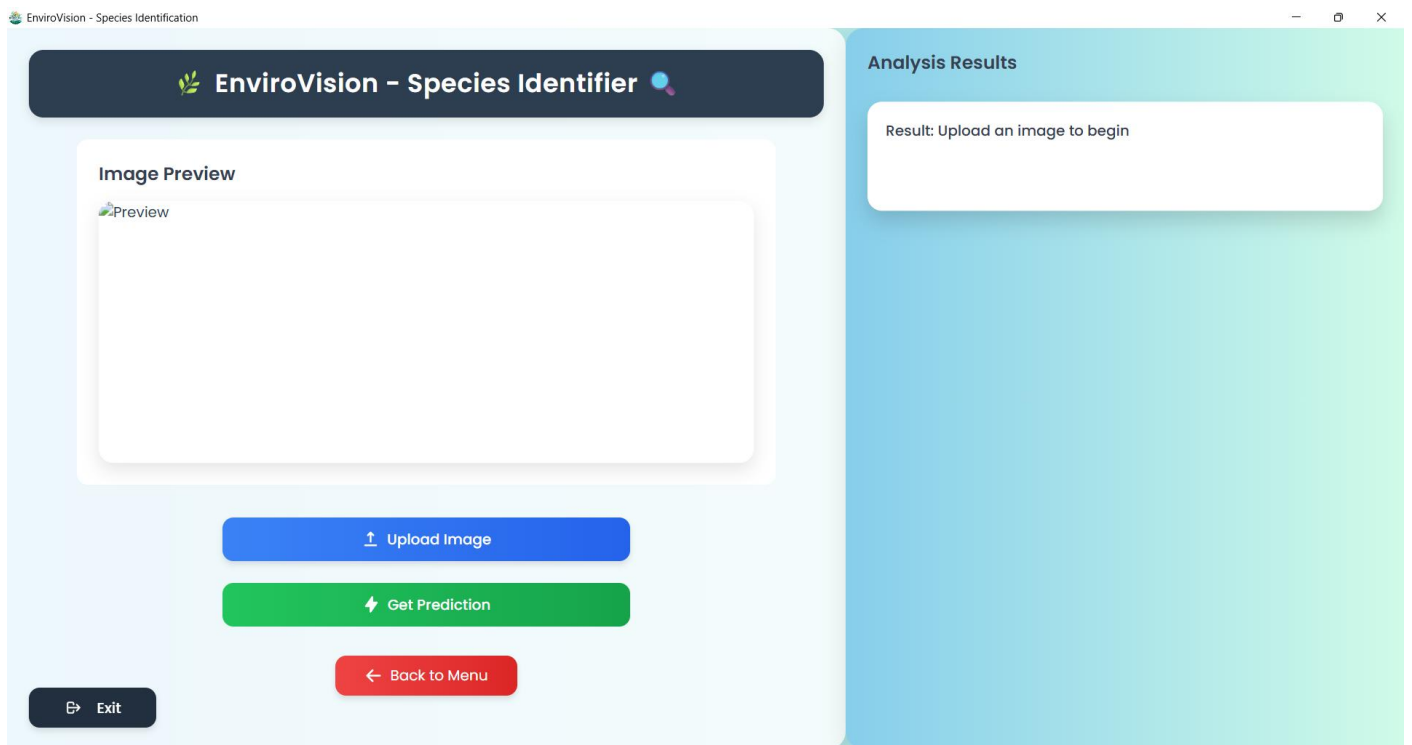 EnviroVision - Species Identification
EnviroVision - Species Identifier
Image Preview
Preview
Upload Image
Get Prediction
Back to Menu
Exit
Analysis Results
Result: Upload an image to begin